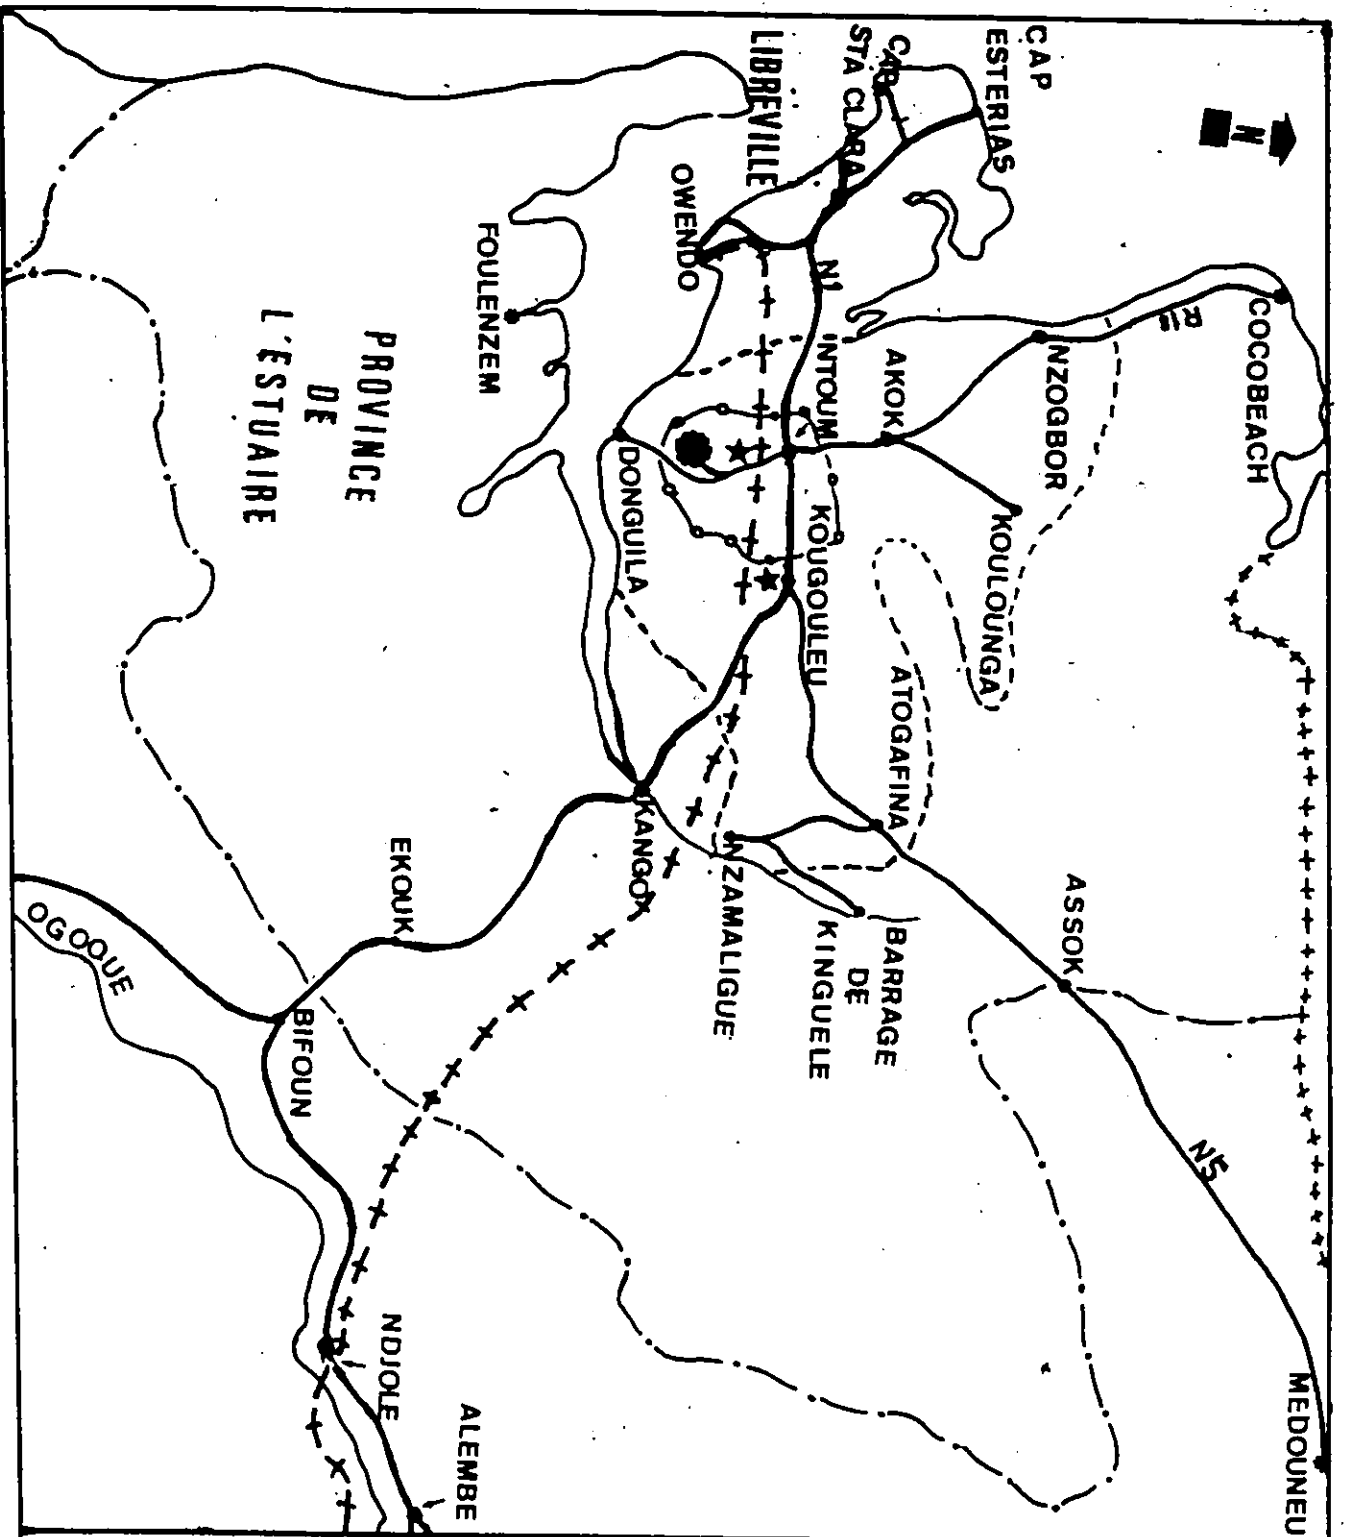 CAP
ESTERIAS
CAP
STA CLARA
LIBREVILLE
OWENDO
N
COCOBEACH
NZOGBOR
N1
NTOUM
AKOK
KOULOUNGA
FOULENZEM
DONGUILA
KOUGOULEU
ATOGAFINA
PROVINCE
DE
L'ESTUAIRE
KANGO
NZAMALIGUE
BARRAGE
DE
KINGUELE
ASSOK
N5
MEDOUNEU
EKOUK
BIFOUN
OGOOUE
NDJOLE
ALEMBE